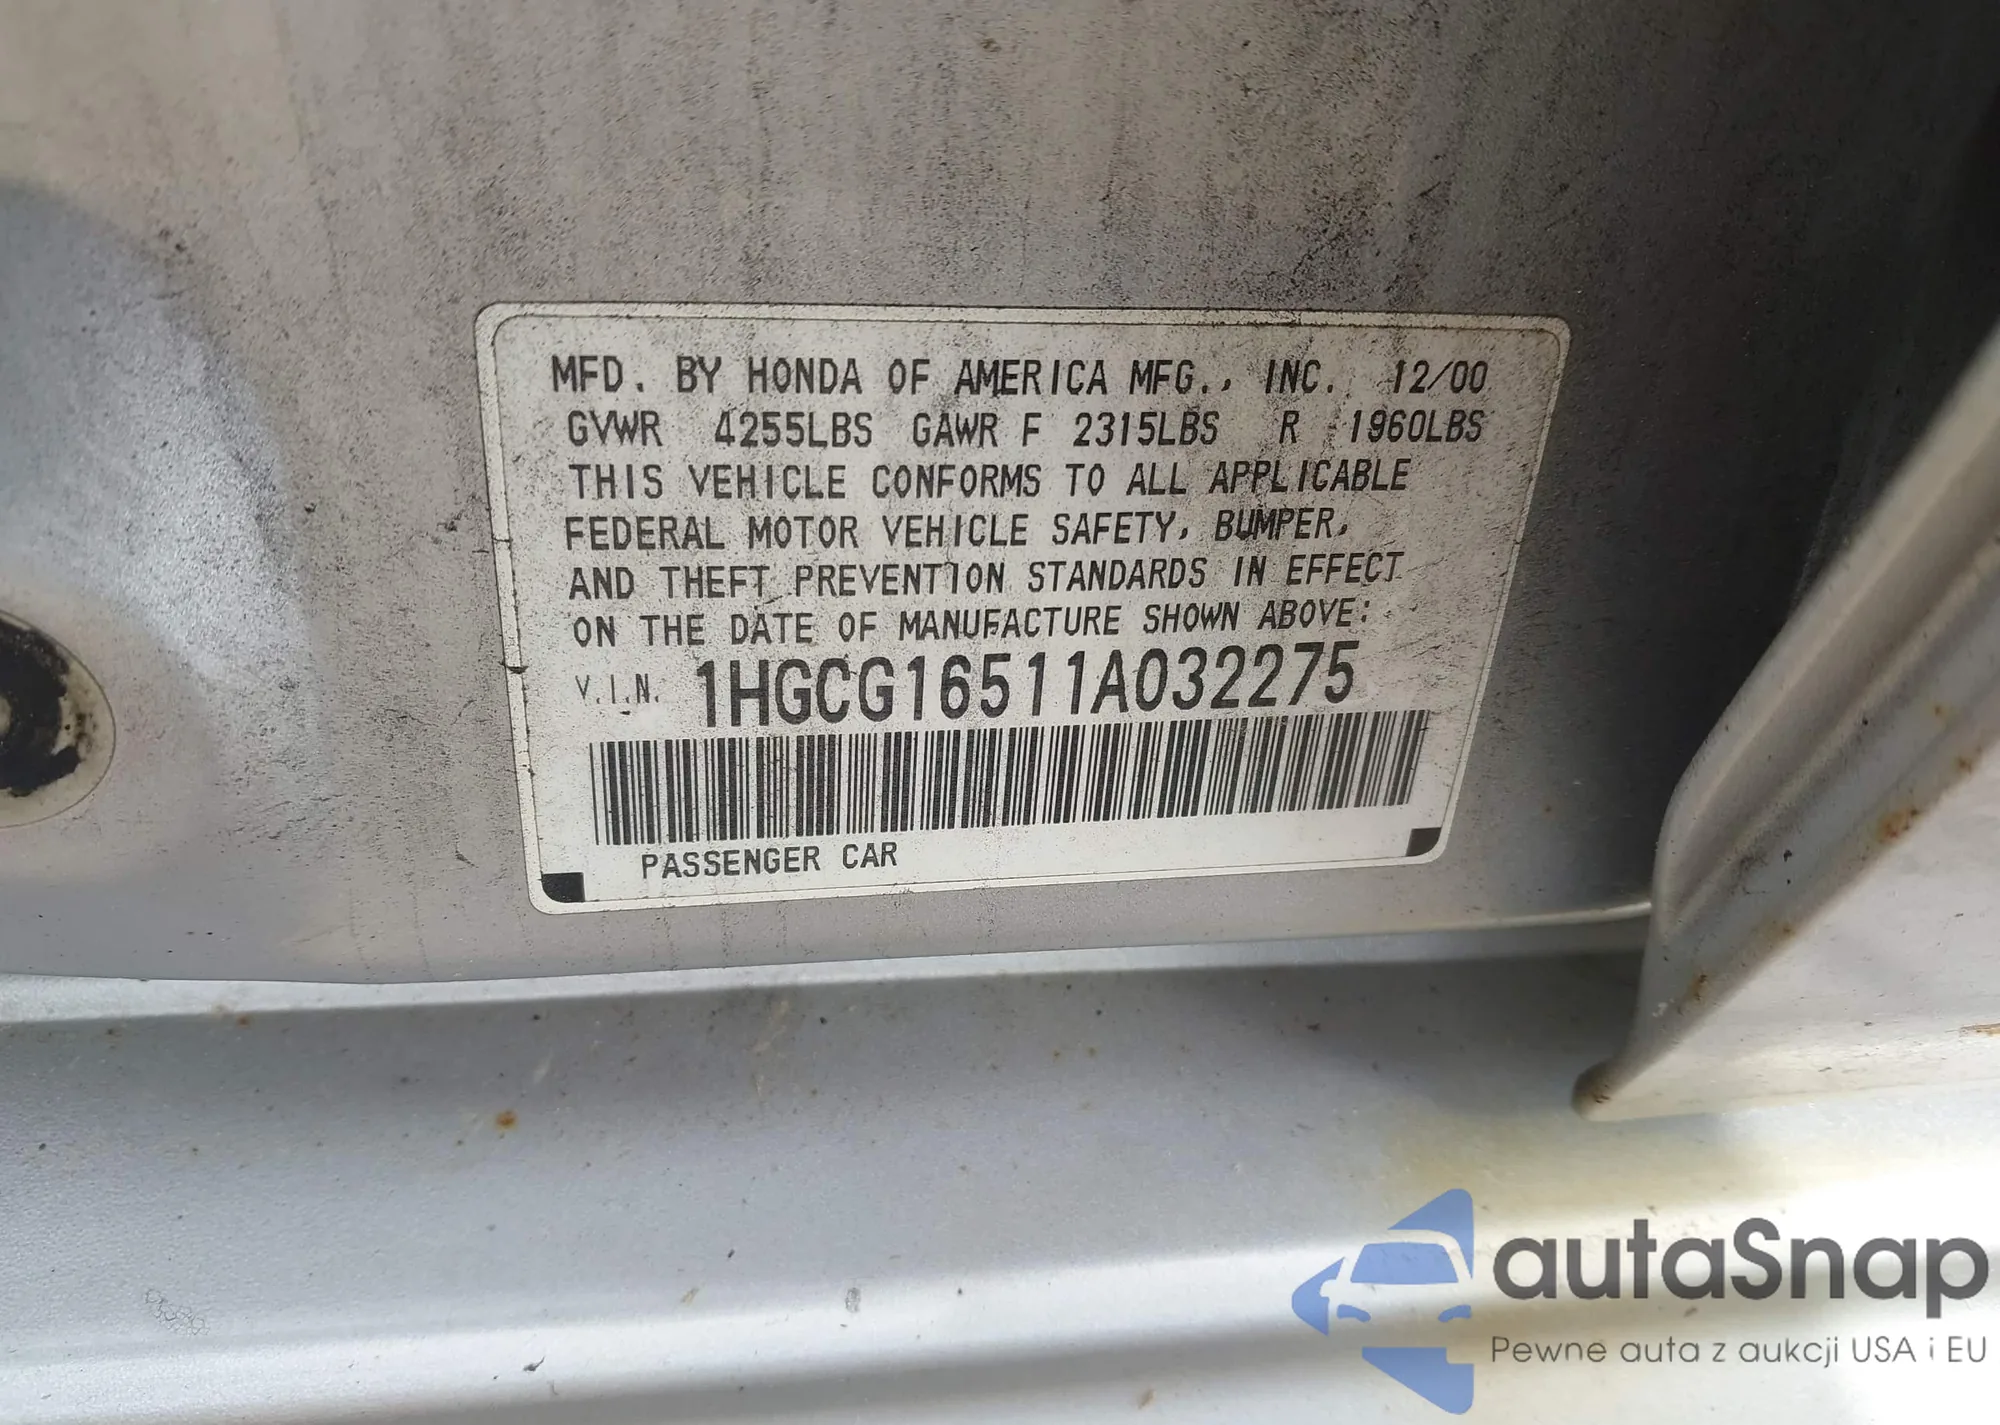 MFD. BY HONDA OF AMERICA MFG., INC. 12/00
GVWR 4255LBS GAWR F 2315LBS R 1960LBS
THIS VEHICLE CONFORMS TO ALL APPLICABLE
FEDERAL MOTOR VEHICLE SAFETY, BUMPER,
AND THEFT PREVENTION STANDARDS IN EFFECT
ON THE DATE OF MANUFACTURE SHOWN ABOVE:
V.I.N. 1HGCG16511A032275
PASSENGER CAR
autaSnap
Pewne auta z aukcji USA i EU